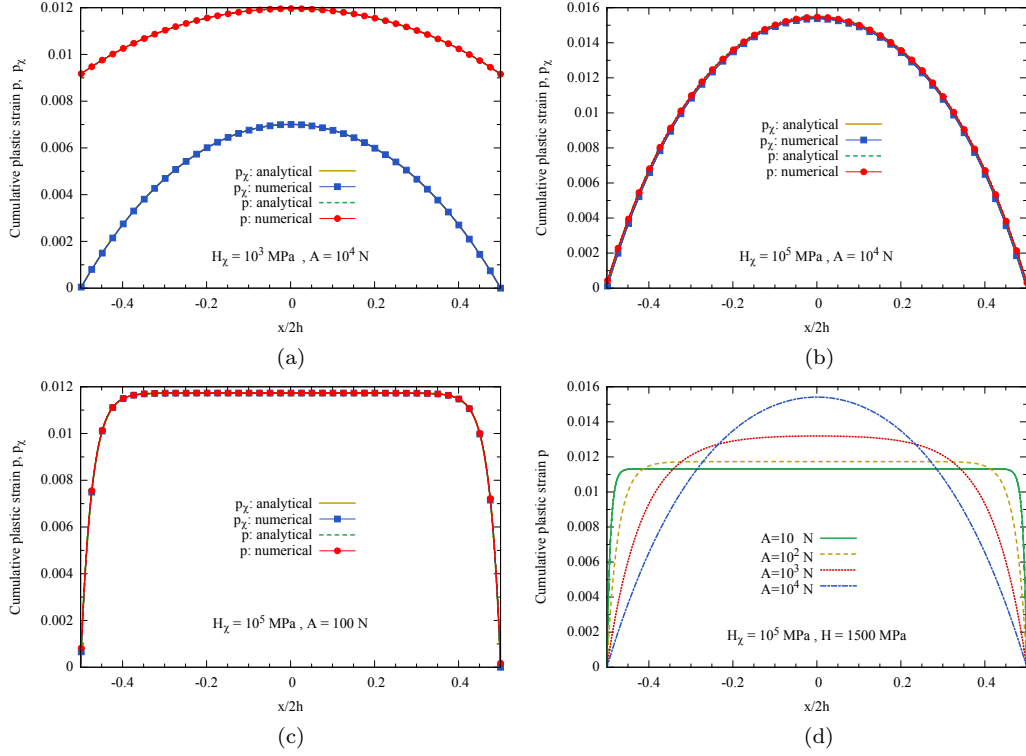 0.012
0.01
0.008
0.006
0.004
0.002
0
Cumulative plastic strain p, pχ
pχ: analytical
pχ: numerical
p: analytical
p: numerical
Hχ = 10³ MPa , A = 10⁴ N
-0.4 -0.2 0 0.2 0.4
x/2h
(a)
0.016
0.014
0.012
0.01
0.008
0.006
0.004
0.002
0
Cumulative plastic strain p, pχ
pχ: analytical
pχ: numerical
p: analytical
p: numerical
Hχ = 10⁵ MPa , A = 10⁴ N
-0.4 -0.2 0 0.2 0.4
x/2h
(b)
0.012
0.01
0.008
0.006
0.004
0.002
0
Cumulative plastic strain p, pχ
pχ: analytical
pχ: numerical
p: analytical
p: numerical
Hχ = 10⁵ MPa , A = 100 N
-0.4 -0.2 0 0.2 0.4
x/2h
(c)
0.016
0.014
0.012
0.01
0.008
0.006
0.004
0.002
0
Cumulative plastic strain p
A=10 N
A=10² N
A=10³ N
A=10⁴ N
Hχ = 10⁵ MPa , H = 1500 MPa
-0.4 -0.2 0 0.2 0.4
x/2h
(d)